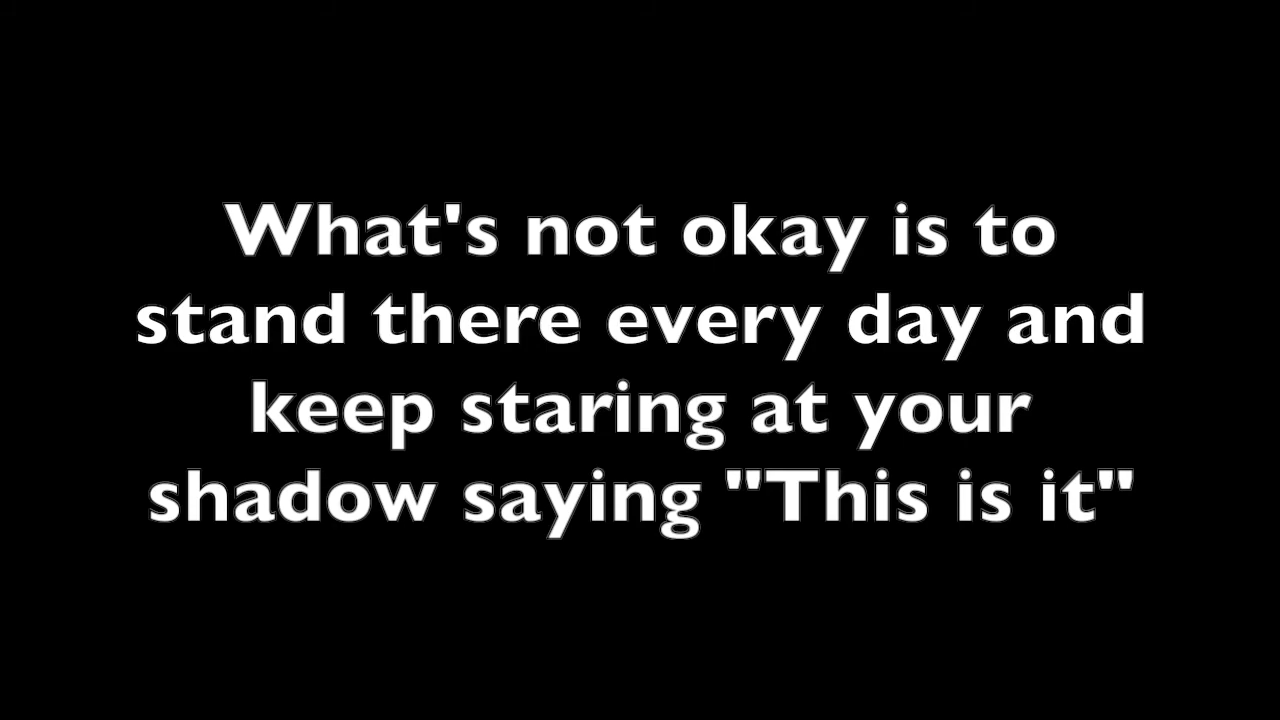 What's not okay is to
stand there every day and
keep staring at your
shadow saying "This is it"